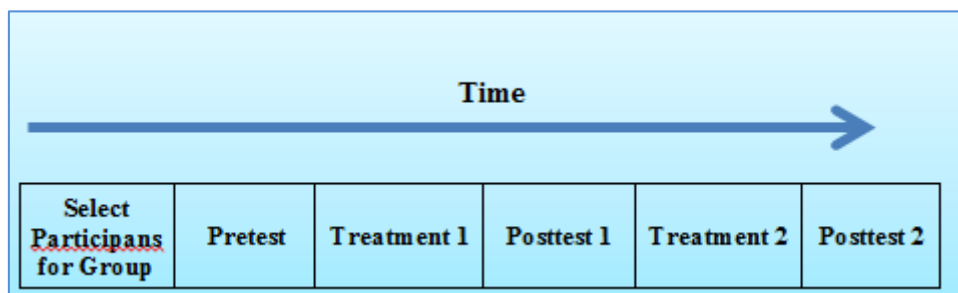 Time
Select
Participans
for Group
Pretest
Treatment 1
Posttest 1
Treatment 2
Posttest 2